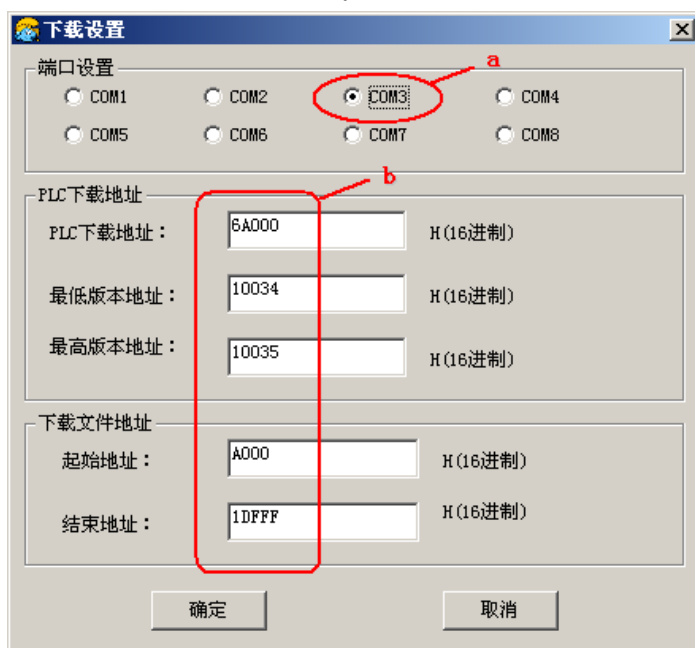 下载设置
端口设置
a
COM1 COM2 COM3 COM4
COM5 COM6 COM7 COM8
b
PLC下载地址
PLC下载地址： 6A000 H(16进制)
最低版本地址： 10034 H(16进制)
最高版本地址： 10035 H(16进制)
下载文件地址
起始地址： A000 H(16进制)
结束地址： 1DFFF H(16进制)
确定 取消